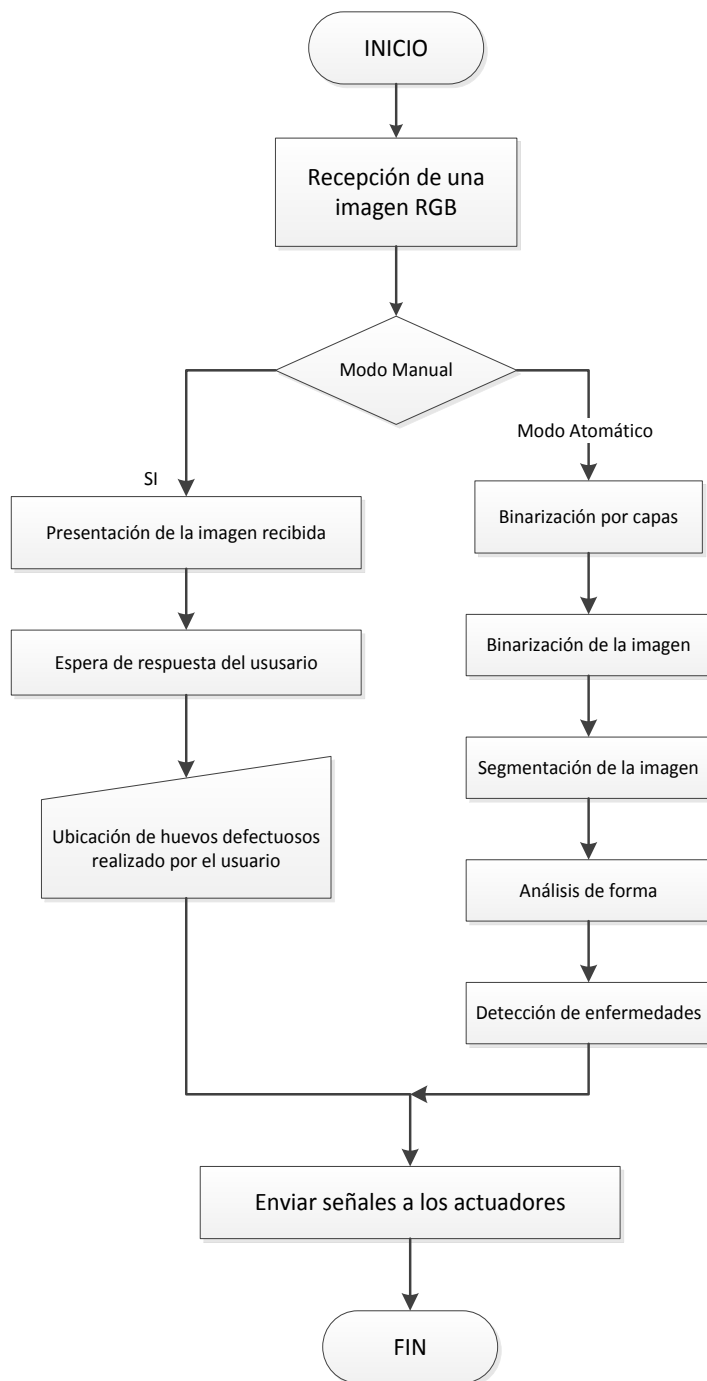 INICIO
Recepción de una
imagen RGB
Modo Manual
SI
Presentación de la imagen recibida
Espera de respuesta del ususario
Ubicación de huevos defectuosos
realizado por el usuario
Modo Atomático
Binarización por capas
Binarización de la imagen
Segmentación de la imagen
Análisis de forma
Detección de enfermedades
Enviar señales a los actuadores
FIN